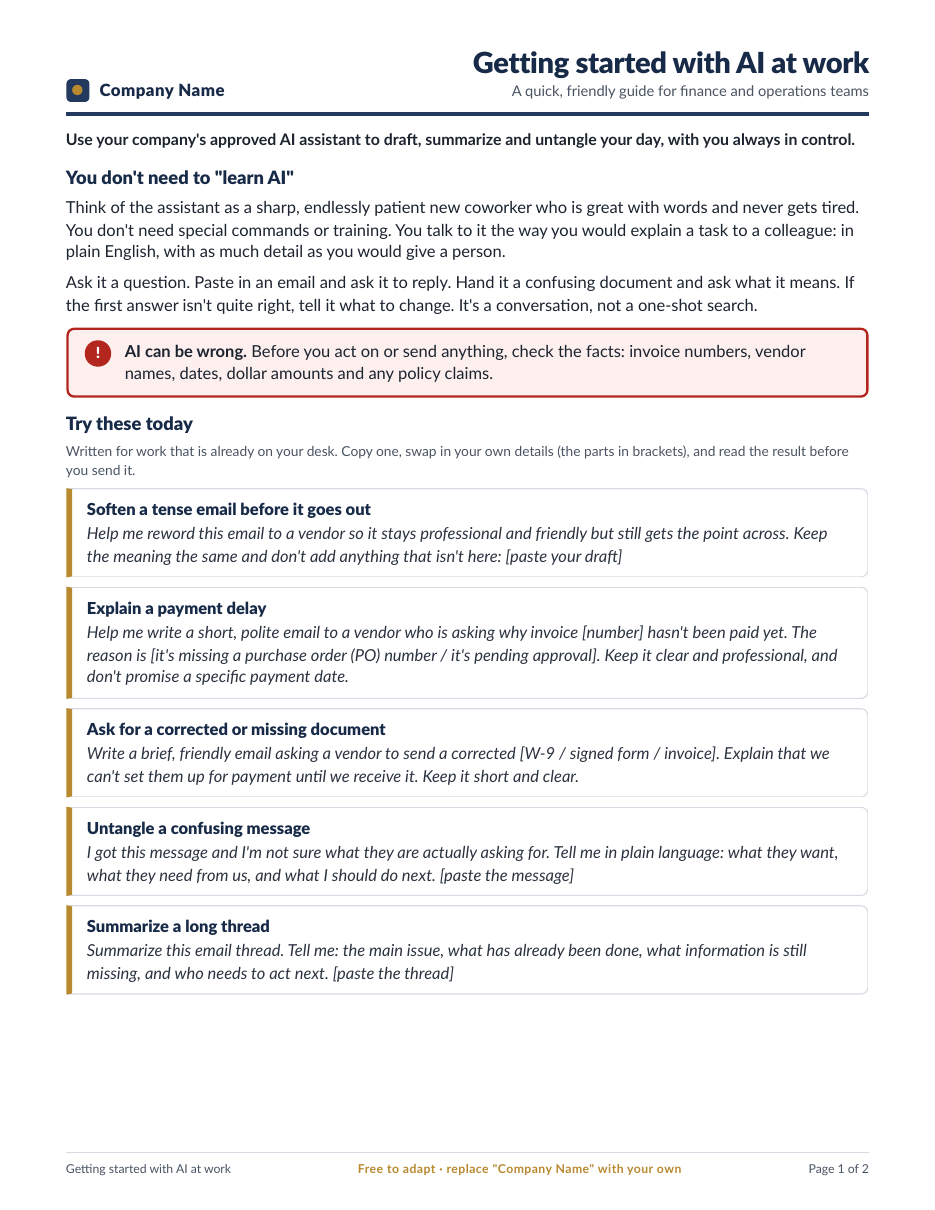 Getting started with AI at work
Company Name
A quick, friendly guide for finance and operations teams
Use your company's approved AI assistant to draft, summarize and untangle your day, with you always in control.
You don't need to "learn AI"
Think of the assistant as a sharp, endlessly patient new coworker who is great with words and never gets tired.
You don't need special commands or training. You talk to it the way you would explain a task to a colleague: in
plain English, with as much detail as you would give a person.
Ask it a question. Paste in an email and ask it to reply. Hand it a confusing document and ask what it means. If
the first answer isn't quite right, tell it what to change. It's a conversation, not a one-shot search.
! AI can be wrong. Before you act on or send anything, check the facts: invoice numbers, vendor
names, dates, dollar amounts and any policy claims.
Try these today
Written for work that is already on your desk. Copy one, swap in your own details (the parts in brackets), and read the result before
you send it.
Soften a tense email before it goes out
Help me reword this email to a vendor so it stays professional and friendly but still gets the point across. Keep
the meaning the same and don't add anything that isn't here: [paste your draft]
Explain a payment delay
Help me write a short, polite email to a vendor who is asking why invoice [number] hasn't been paid yet. The
reason is [it's missing a purchase order (PO) number / it's pending approval]. Keep it clear and professional, and
don't promise a specific payment date.
Ask for a corrected or missing document
Write a brief, friendly email asking a vendor to send a corrected [W-9 / signed form / invoice]. Explain that we
can't set them up for payment until we receive it. Keep it short and clear.
Untangle a confusing message
I got this message and I'm not sure what they are actually asking for. Tell me in plain language: what they want,
what they need from us, and what I should do next. [paste the message]
Summarize a long thread
Summarize this email thread. Tell me: the main issue, what has already been done, what information is still
missing, and who needs to act next. [paste the thread]
Getting started with AI at work
Free to adapt · replace "Company Name" with your own
Page 1 of 2